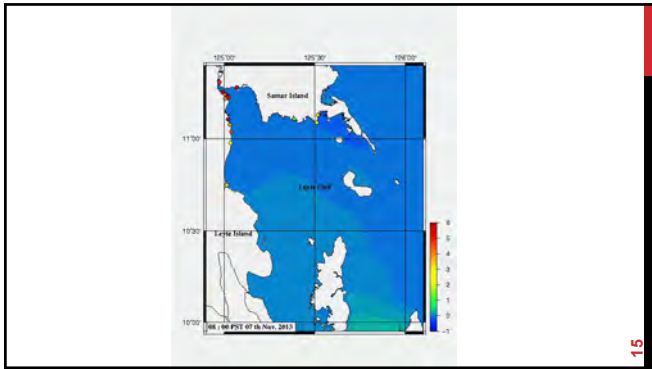 125°00' 125°30' 126°00'
Samar Island
11°00'
Leyte Gulf
10°30'
Leyte Island
10°00'
08 : 00 PST 07 th Nov, 2013
6
5
4
3
2
1
0
-1
15